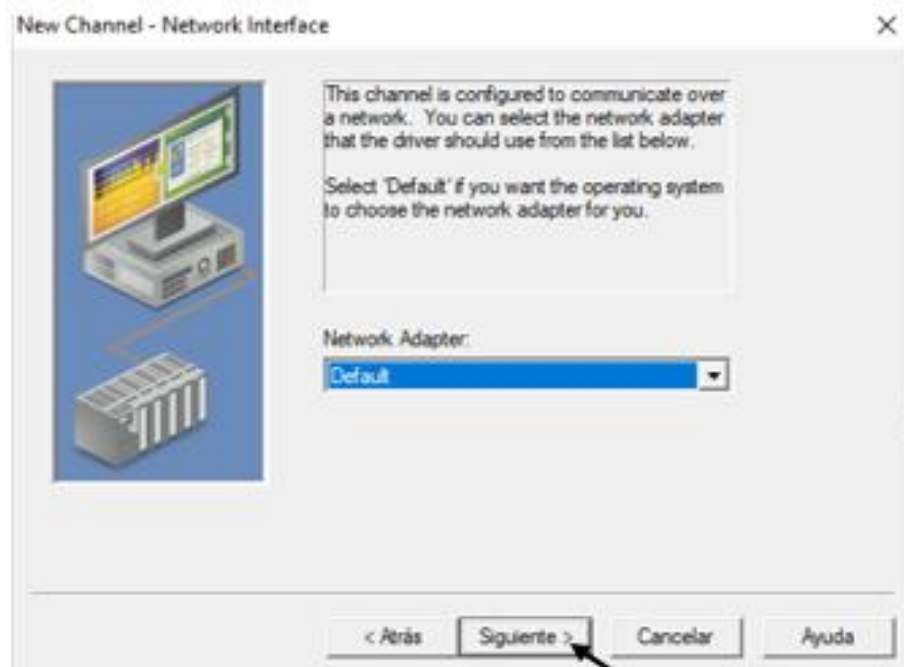 New Channel - Network Interface
This channel is configured to communicate over
a network. You can select the network adapter
that the driver should use from the list below.
Select 'Default' if you want the operating system
to choose the network adapter for you.
Network Adapter:
Default
< Atrás
Siguiente >
Cancelar
Ayuda